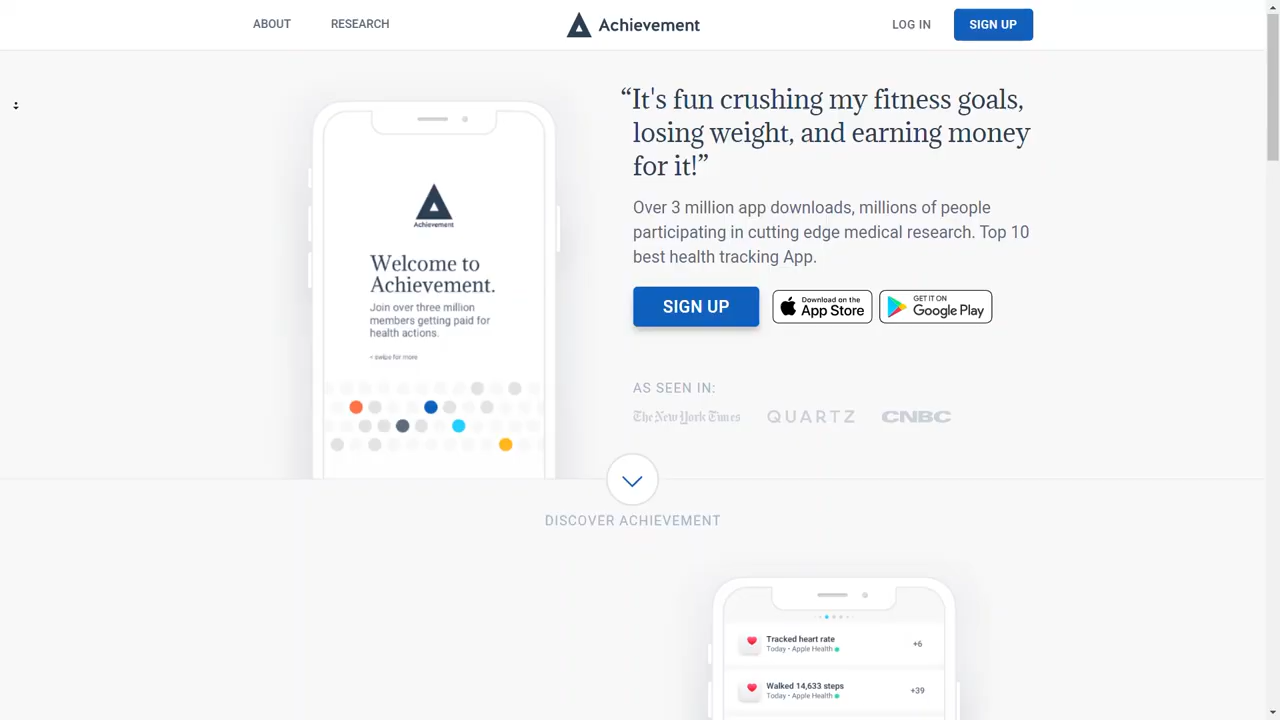 ABOUT
RESEARCH
Achievement
LOG IN
SIGN UP
“It's fun crushing my fitness goals,
losing weight, and earning money
for it!”
Over 3 million app downloads, millions of people
participating in cutting edge medical research. Top 10
best health tracking App.
SIGN UP
Download on the
App Store
GET IT ON
Google Play
AS SEEN IN:
The New York Times
QUARTZ
CNBC
Achievement
Welcome to
Achievement.
Join over three million
members getting paid for
health actions.
< swipe for more
DISCOVER ACHIEVEMENT
Tracked heart rate
Today • Apple Health
+6
Walked 14,633 steps
Today • Apple Health
+39